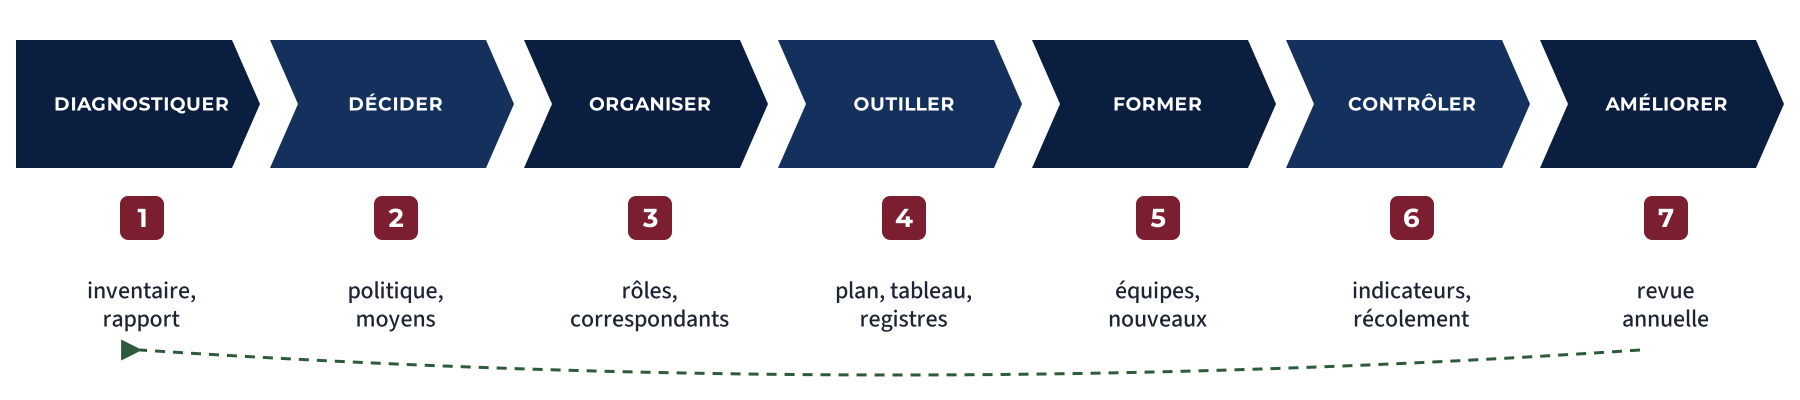 DIAGNOSTIQUER
DÉCIDER
ORGANISER
OUTILLER
FORMER
CONTRÔLER
AMÉLIORER
1
2
3
4
5
6
7
inventaire,
rapport
politique,
moyens
rôles,
correspondants
plan, tableau,
registres
équipes,
nouveaux
indicateurs,
récolement
revue
annuelle